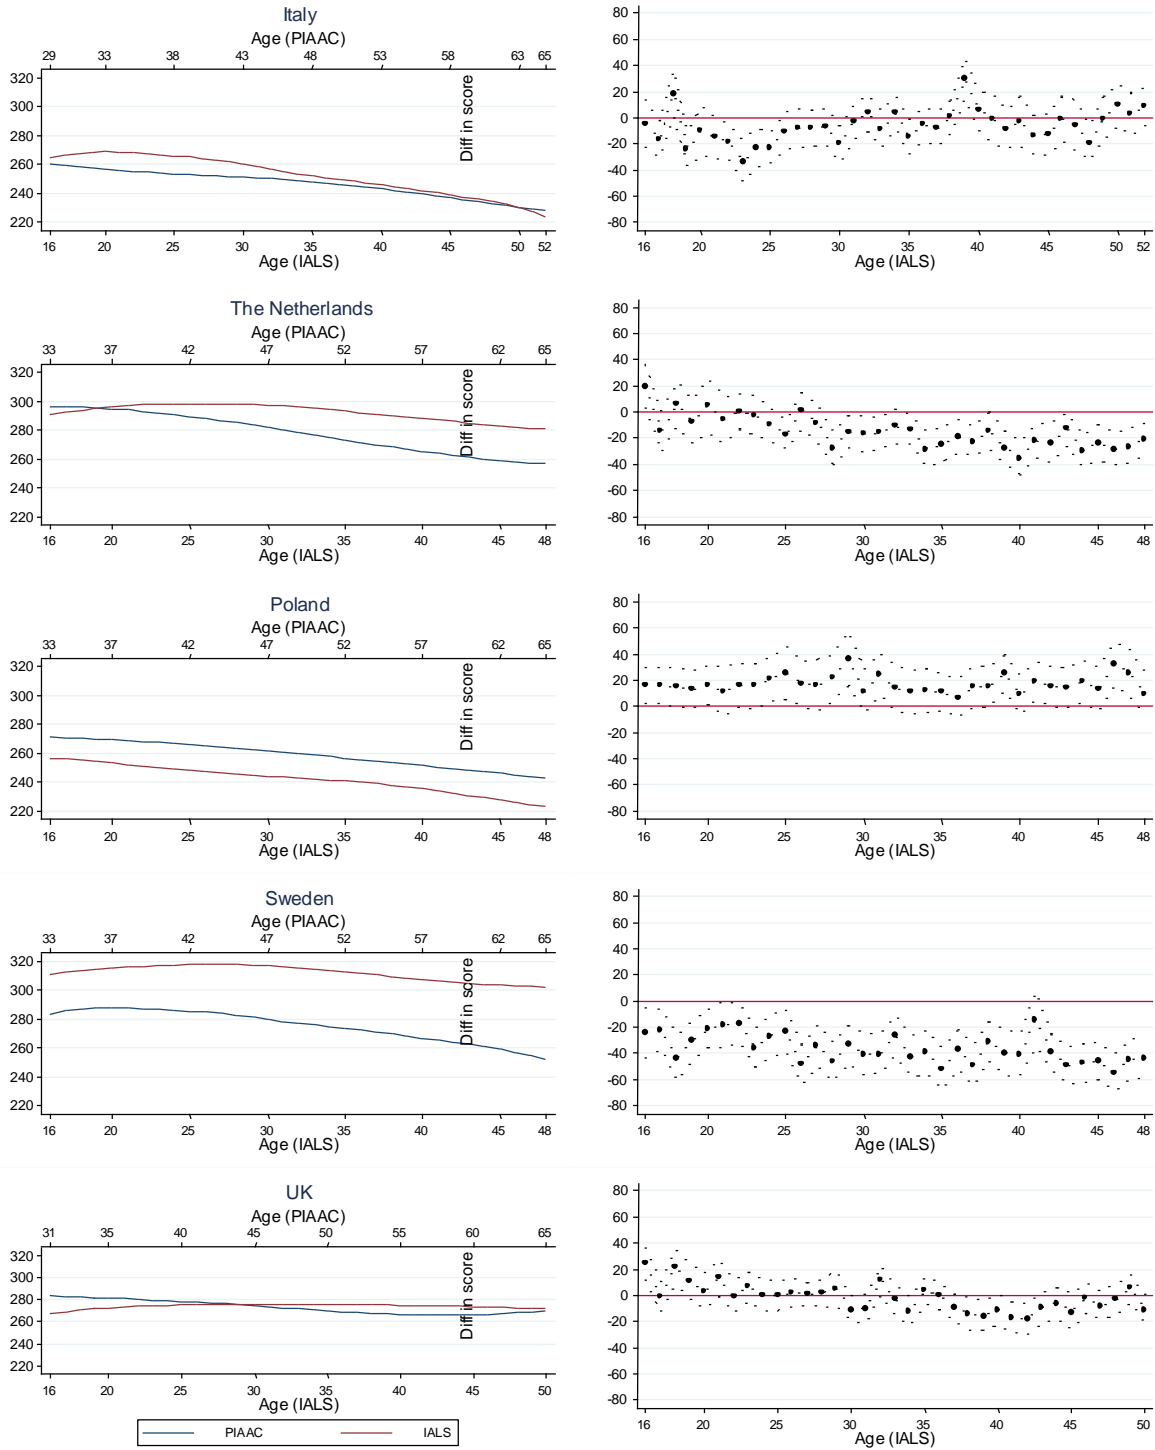 Italy
Age (PIAAC)
29 33 38 43 48 53 58 63 65
320
300
280
260
240
220
16 20 25 30 35 40 45 50 52
Age (IALS)
Diff in score
80
60
40
20
0
-20
-40
-60
-80
16 20 25 30 35 40 45 50 52
Age (IALS)
The Netherlands
Age (PIAAC)
33 37 42 47 52 57 62 65
320
300
280
260
240
220
16 20 25 30 35 40 45 48
Age (IALS)
Diff in score
80
60
40
20
0
-20
-40
-60
-80
16 20 25 30 35 40 45 48
Age (IALS)
Poland
Age (PIAAC)
33 37 42 47 52 57 62 65
320
300
280
260
240
220
16 20 25 30 35 40 45 48
Age (IALS)
Diff in score
80
60
40
20
0
-20
-40
-60
-80
16 20 25 30 35 40 45 48
Age (IALS)
Sweden
Age (PIAAC)
33 37 42 47 52 57 62 65
320
300
280
260
240
220
16 20 25 30 35 40 45 48
Age (IALS)
Diff in score
80
60
40
20
0
-20
-40
-60
-80
16 20 25 30 35 40 45 48
Age (IALS)
UK
Age (PIAAC)
31 35 40 45 50 55 60 65
320
300
280
260
240
220
16 20 25 30 35 40 45 50
Age (IALS)
Diff in score
80
60
40
20
0
-20
-40
-60
-80
16 20 25 30 35 40 45 50
Age (IALS)
PIAAC IALS